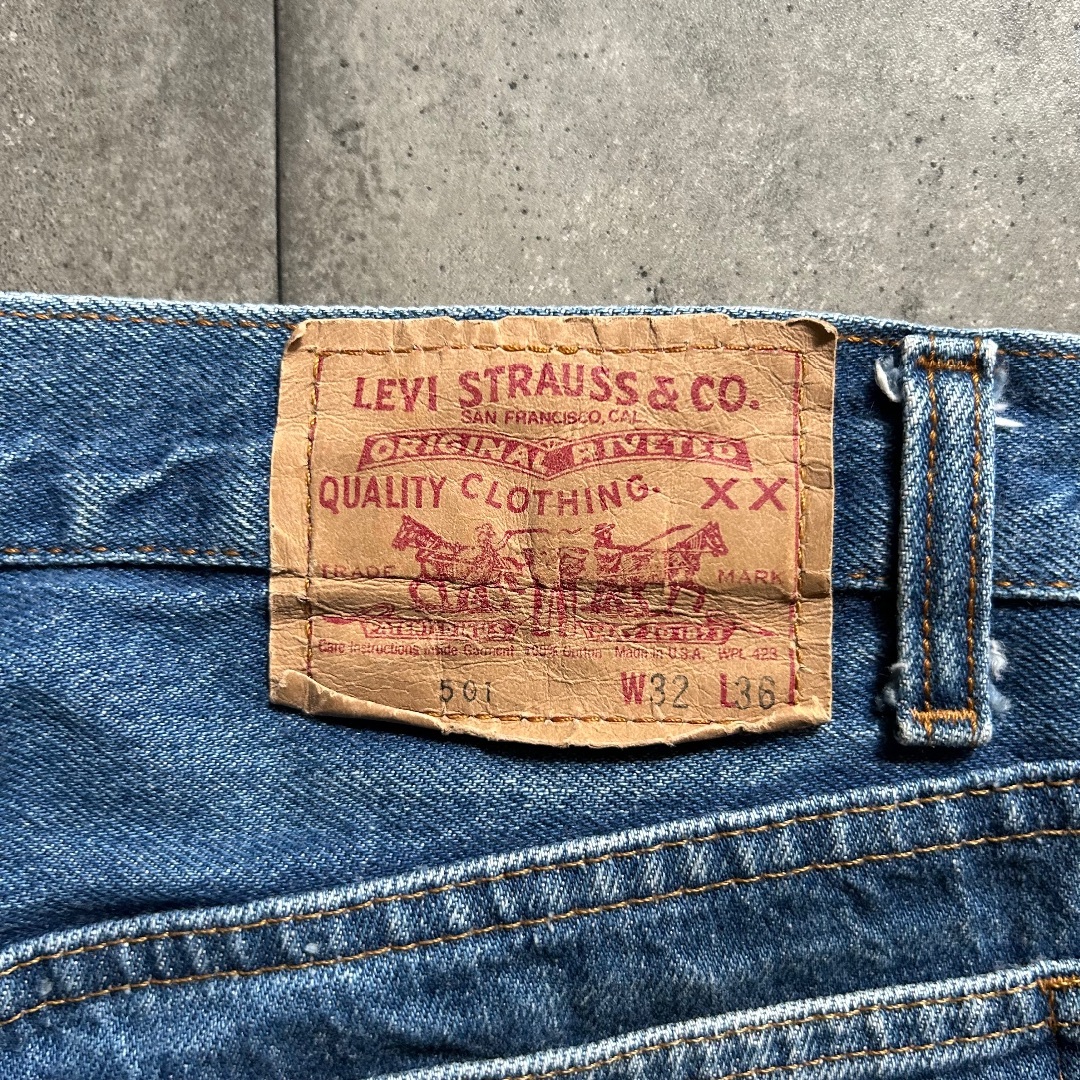 LEVI STRAUSS & CO.
SAN FRANCISCO, CAL.
ORIGINAL RIVETED
QUALITY CLOTHING. XX
TRADE MARK
Care Instructions Inside Garment 100% Cotton Made in U.S.A. WPL 423
501 W32 L36